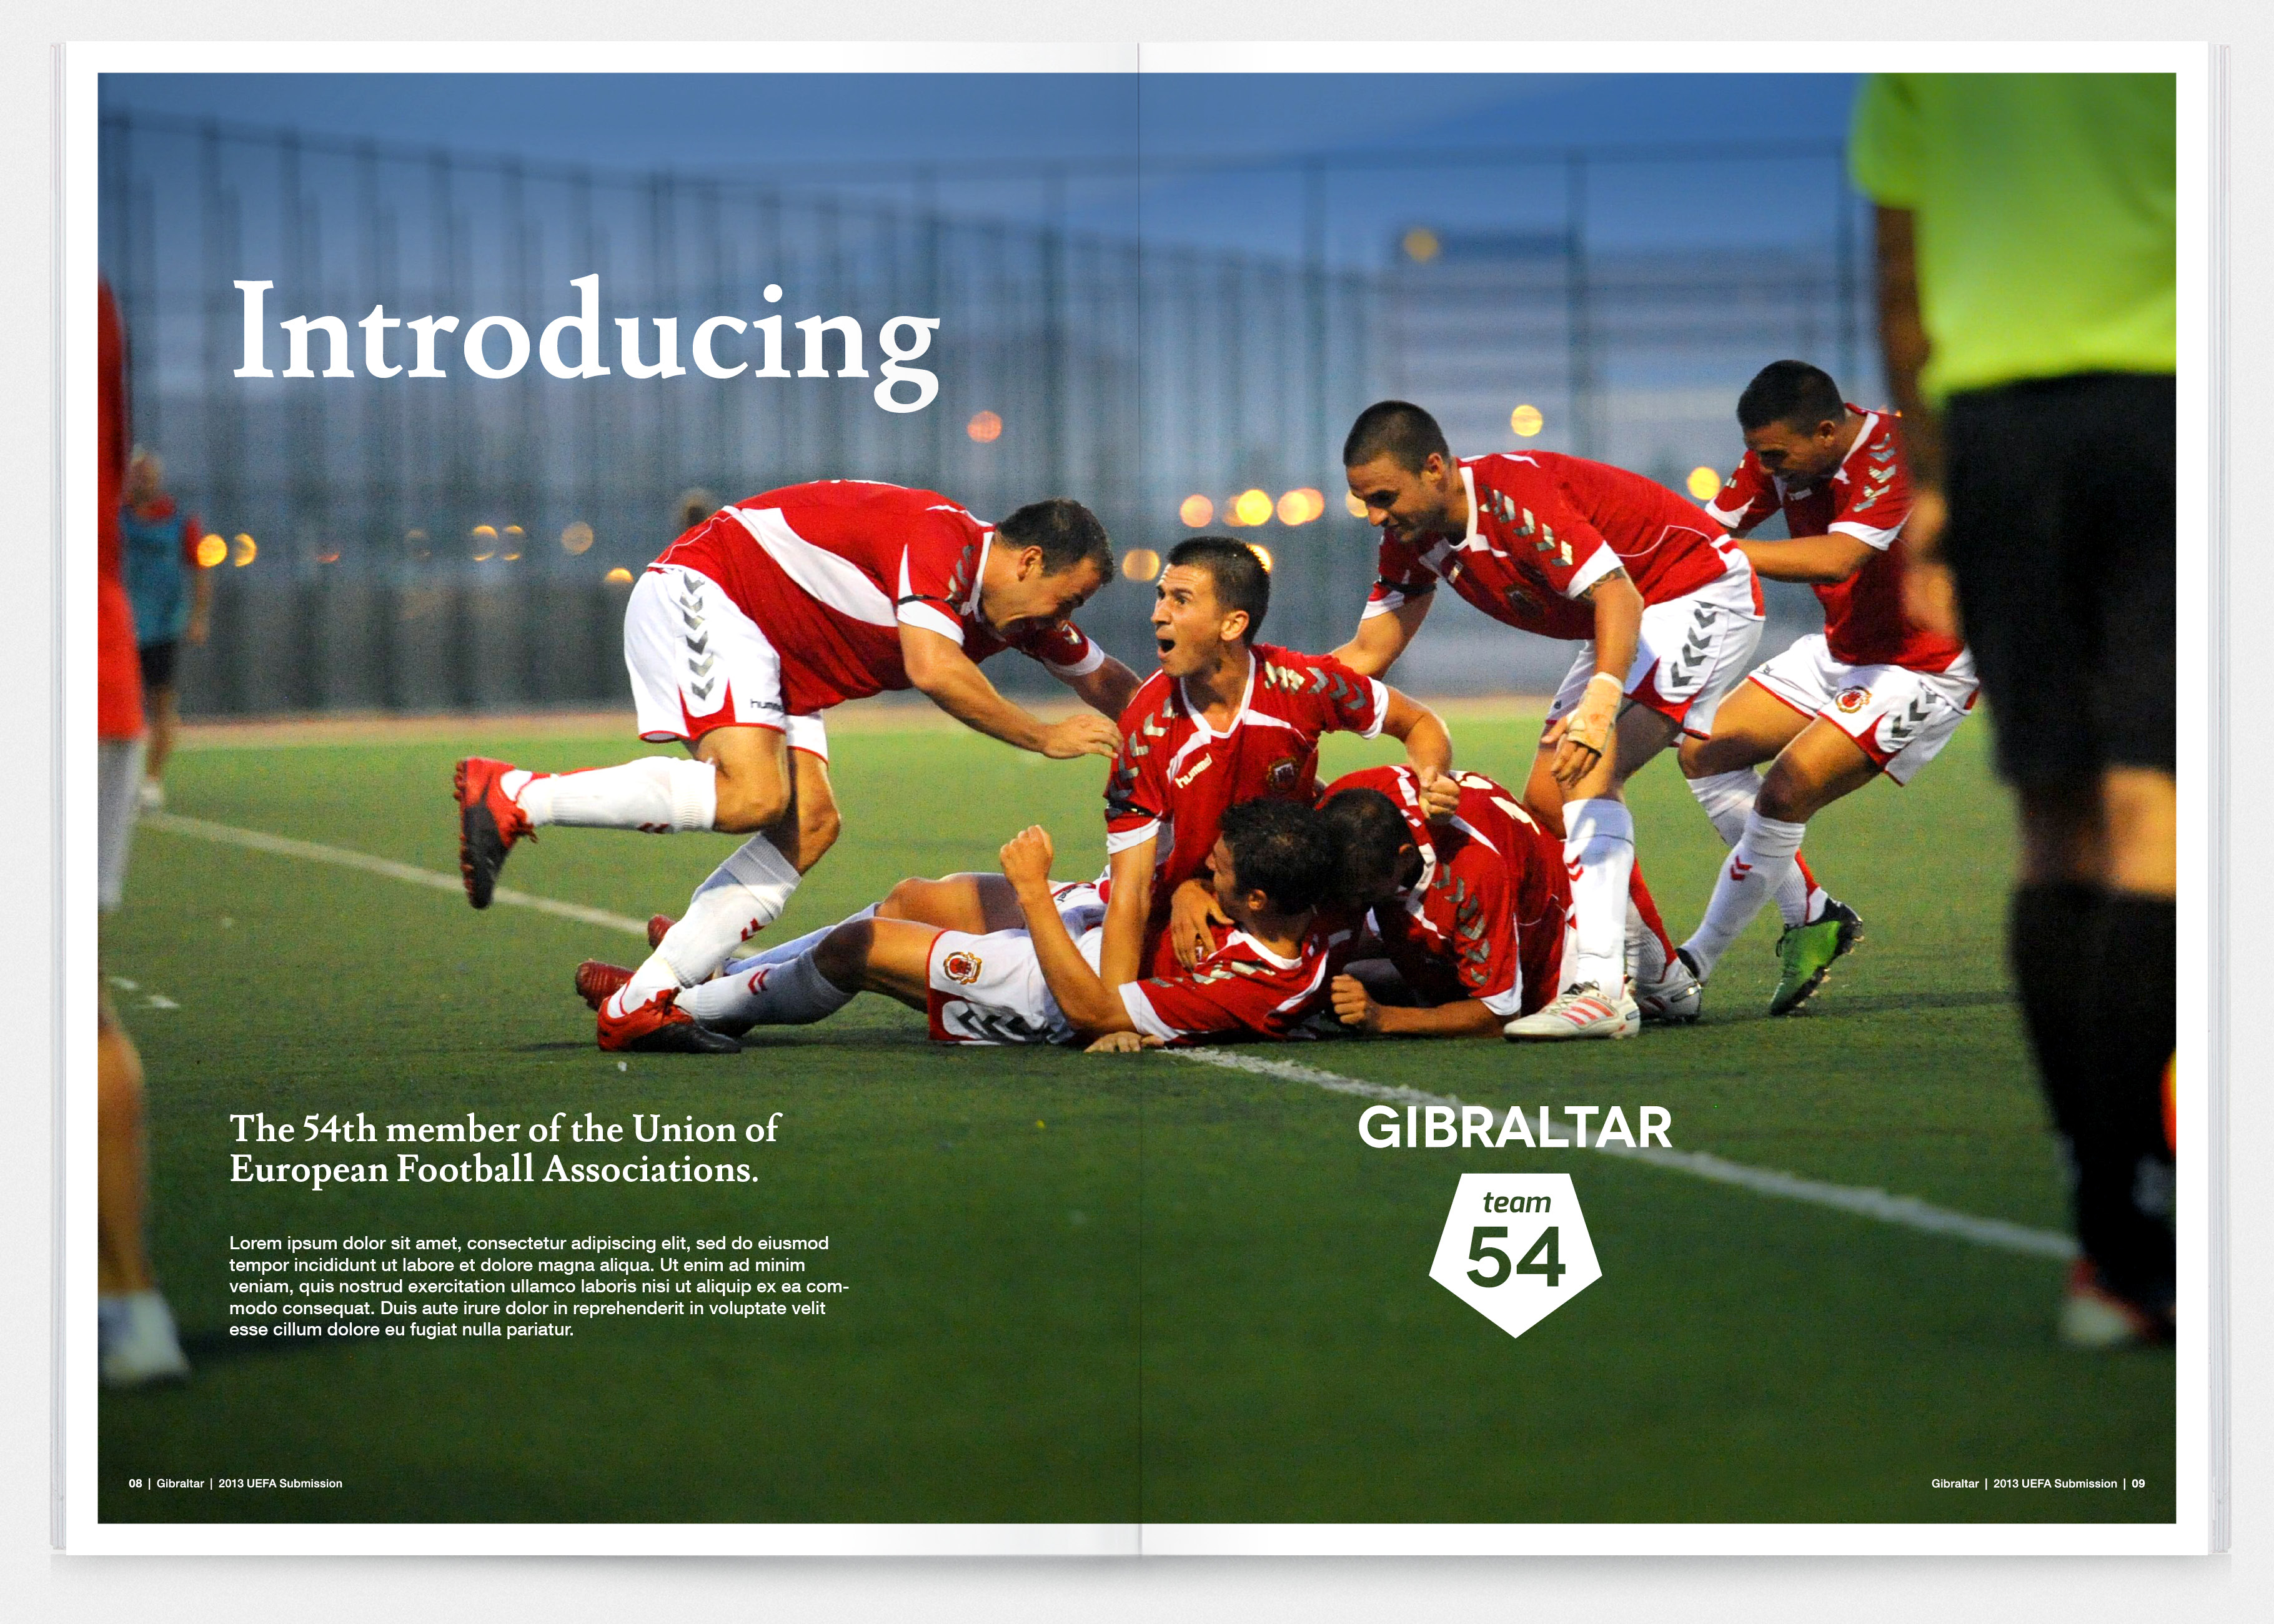 Introducing
hummel
The 54th member of the Union of
European Football Associations.
Lorem ipsum dolor sit amet, consectetur adipiscing elit, sed do eiusmod
tempor incididunt ut labore et dolore magna aliqua. Ut enim ad minim
veniam, quis nostrud exercitation ullamco laboris nisi ut aliquip ex ea com-
modo consequat. Duis aute irure dolor in reprehenderit in voluptate velit
esse cillum dolore eu fugiat nulla pariatur.
GIBRALTAR
team
54
08 | Gibraltar | 2013 UEFA Submission
Gibraltar | 2013 UEFA Submission | 09